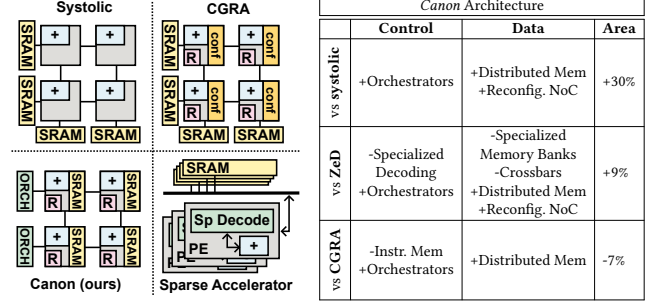 Systolic
SRAM
+
+
SRAM
+
+
SRAM
SRAM
CGRA
SRAM
+
R
conf
+
R
conf
SRAM
+
R
conf
+
R
conf
SRAM
SRAM
ORCH
+
R
SRAM
+
R
SRAM
ORCH
+
R
SRAM
+
R
SRAM
Canon (ours)
SRAM
Sp Decode
+
PE
PE
PE
Sparse Accelerator
Canon Architecture
Control
Data
Area
vs systolic
+Orchestrators
+Distributed Mem
+Reconfig. NoC
+30%
vs ZeD
-Specialized
Decoding
+Orchestrators
-Specialized
Memory Banks
-Crossbars
+Distributed Mem
+Reconfig. NoC
+9%
vs CGRA
-Instr. Mem
+Orchestrators
+Distributed Mem
-7%